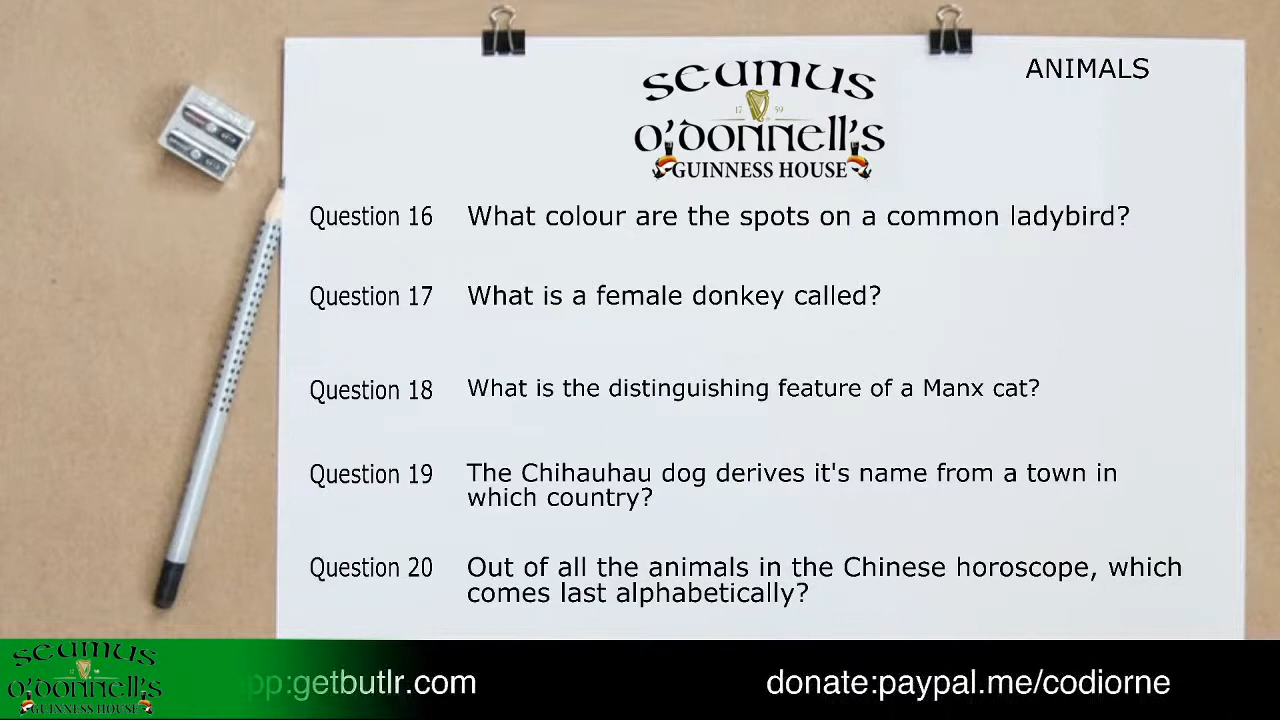 ANIMALS
seamus
17 59
o'donnell's
GUINNESS HOUSE
Question 16 What colour are the spots on a common ladybird?
Question 17 What is a female donkey called?
Question 18 What is the distinguishing feature of a Manx cat?
Question 19 The Chihauhau dog derives it's name from a town in
which country?
Question 20 Out of all the animals in the Chinese horoscope, which
comes last alphabetically?
seamus
o'donnell's
GUINNESS HOUSE
pp:getbutlr.com donate:paypal.me/codiorne